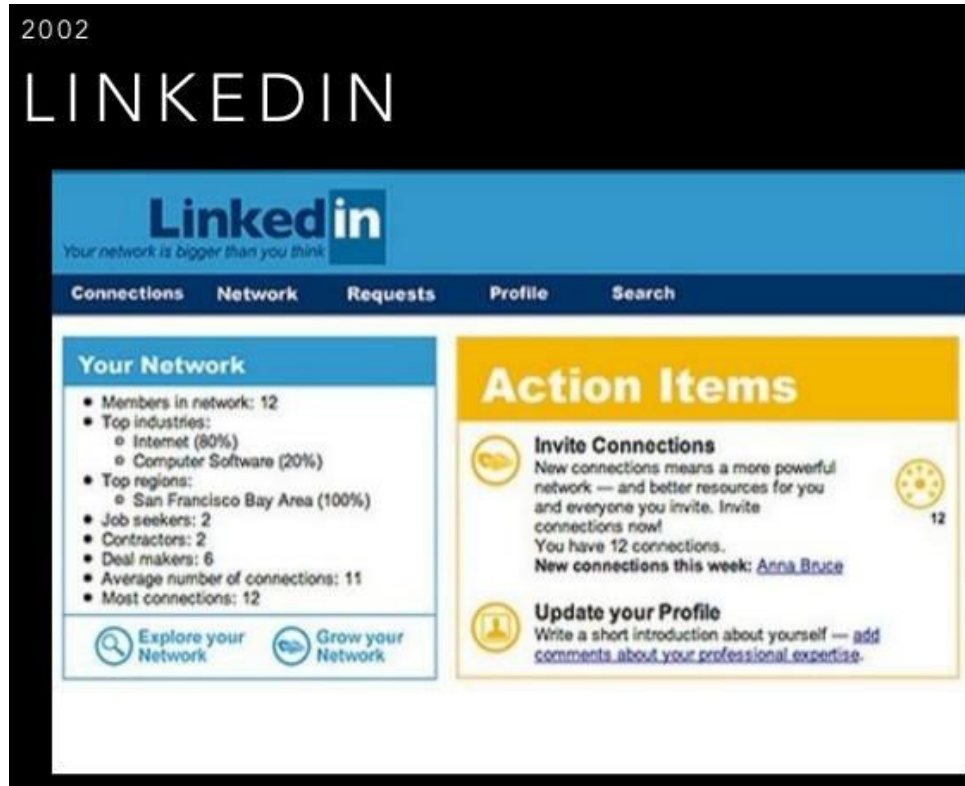 2002
LINKEDIN
Linked in
Your network is bigger than you think
Connections Network Requests Profile Search
Your Network
Members in network: 12
Top industries:
Internet (80%)
Computer Software (20%)
Top regions:
San Francisco Bay Area (100%)
Job seekers: 2
Contractors: 2
Deal makers: 6
Average number of connections: 11
Most connections: 12
Explore your
Network
Grow your
Network
Action Items
Invite Connections
New connections means a more powerful
network — and better resources for you
and everyone you invite. Invite
connections now!
You have 12 connections.
New connections this week: Anna Bruce
12
Update your Profile
Write a short introduction about yourself — add
comments about your professional expertise.